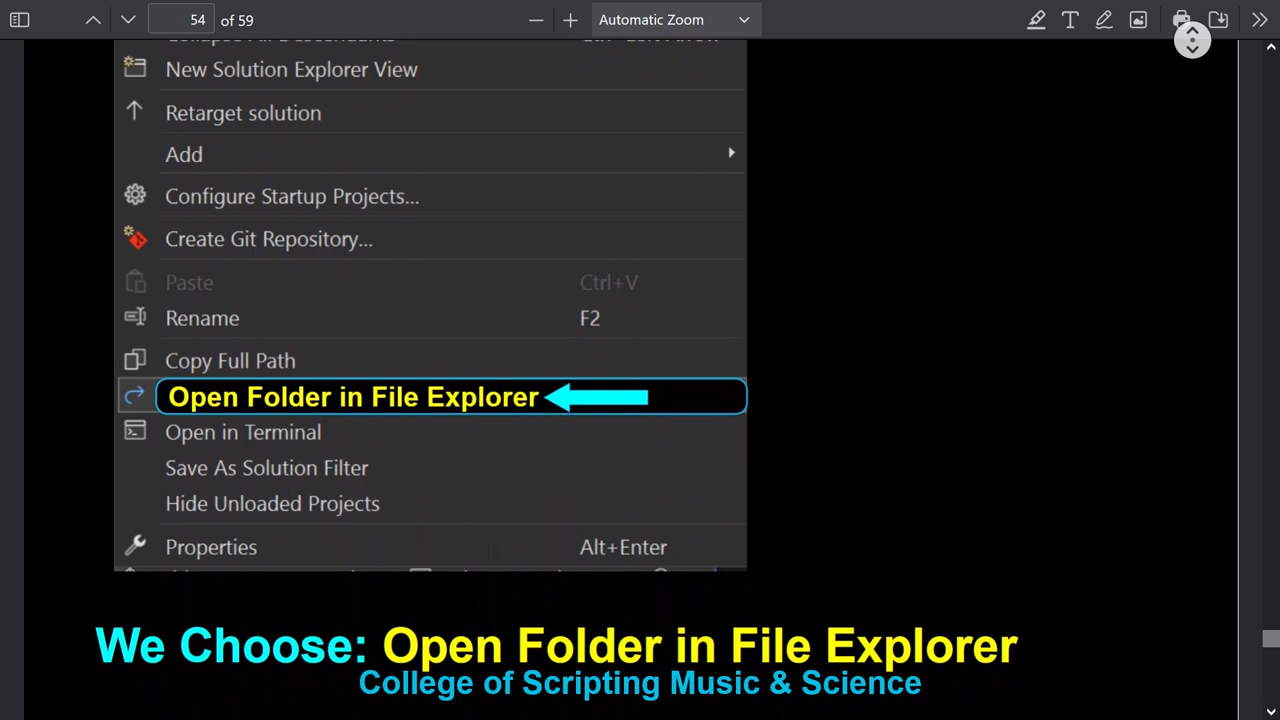 54 of 59
Automatic Zoom
New Solution Explorer View
Retarget solution
Add
Configure Startup Projects...
Create Git Repository...
Paste Ctrl+V
Rename F2
Copy Full Path
Open Folder in File Explorer
Open in Terminal
Save As Solution Filter
Hide Unloaded Projects
Properties Alt+Enter
We Choose: Open Folder in File Explorer
College of Scripting Music & Science